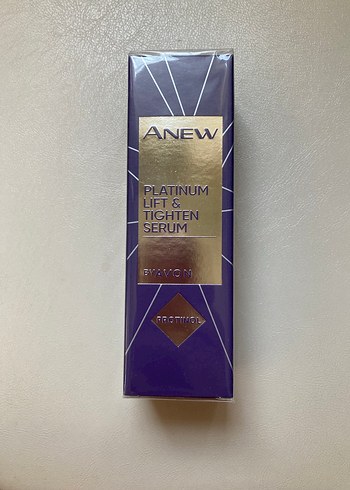 ANEW
PLATINUM
LIFT &
TIGHTEN
SERUM
BY AVON
PROTINOL